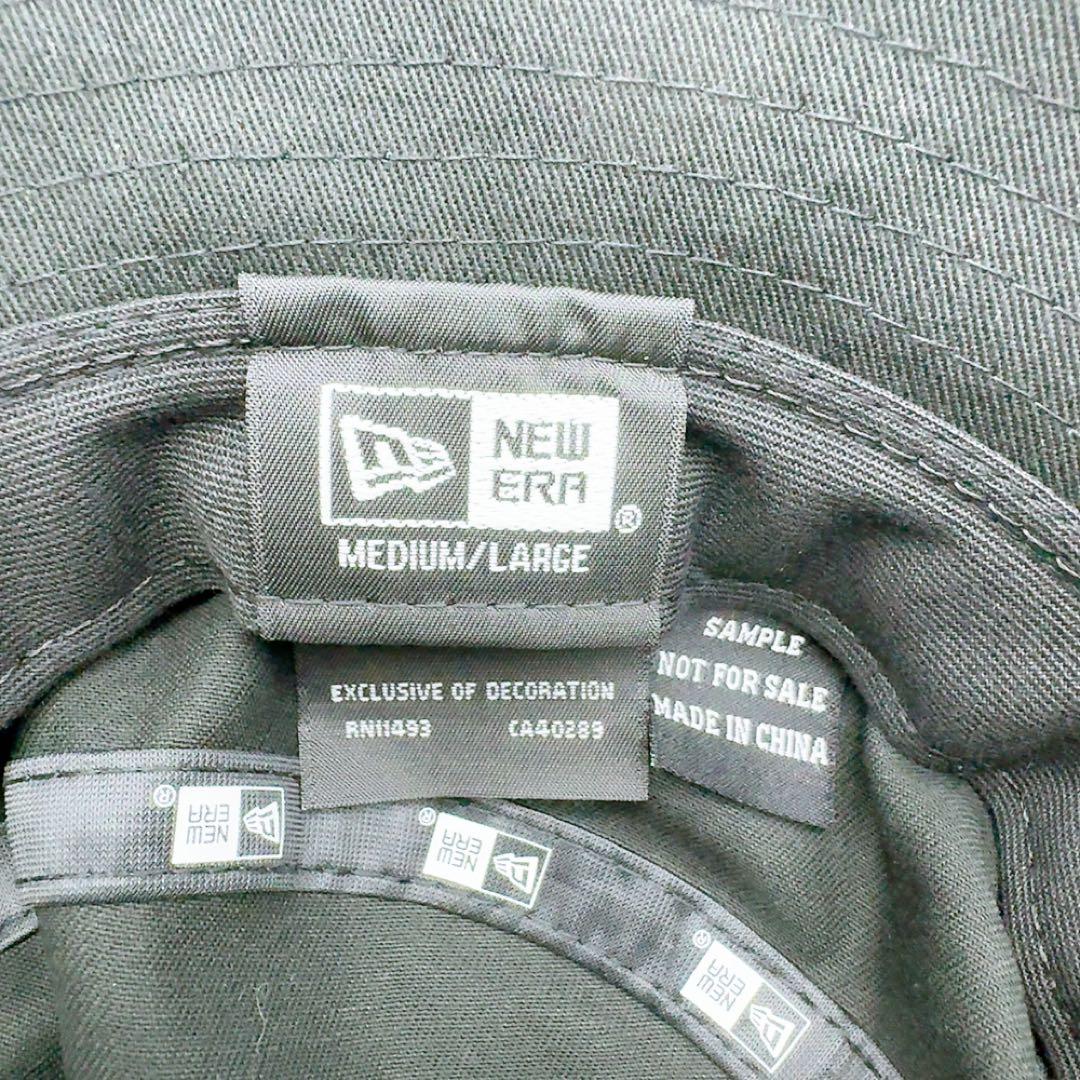 NEW
ERA
®
MEDIUM/LARGE
EXCLUSIVE OF DECORATION
RN11493 CA40289
SAMPLE
NOT FOR SALE
MADE IN CHINA
®
NEW
ERA
®
NEW
ERA
®
NEW
ERA